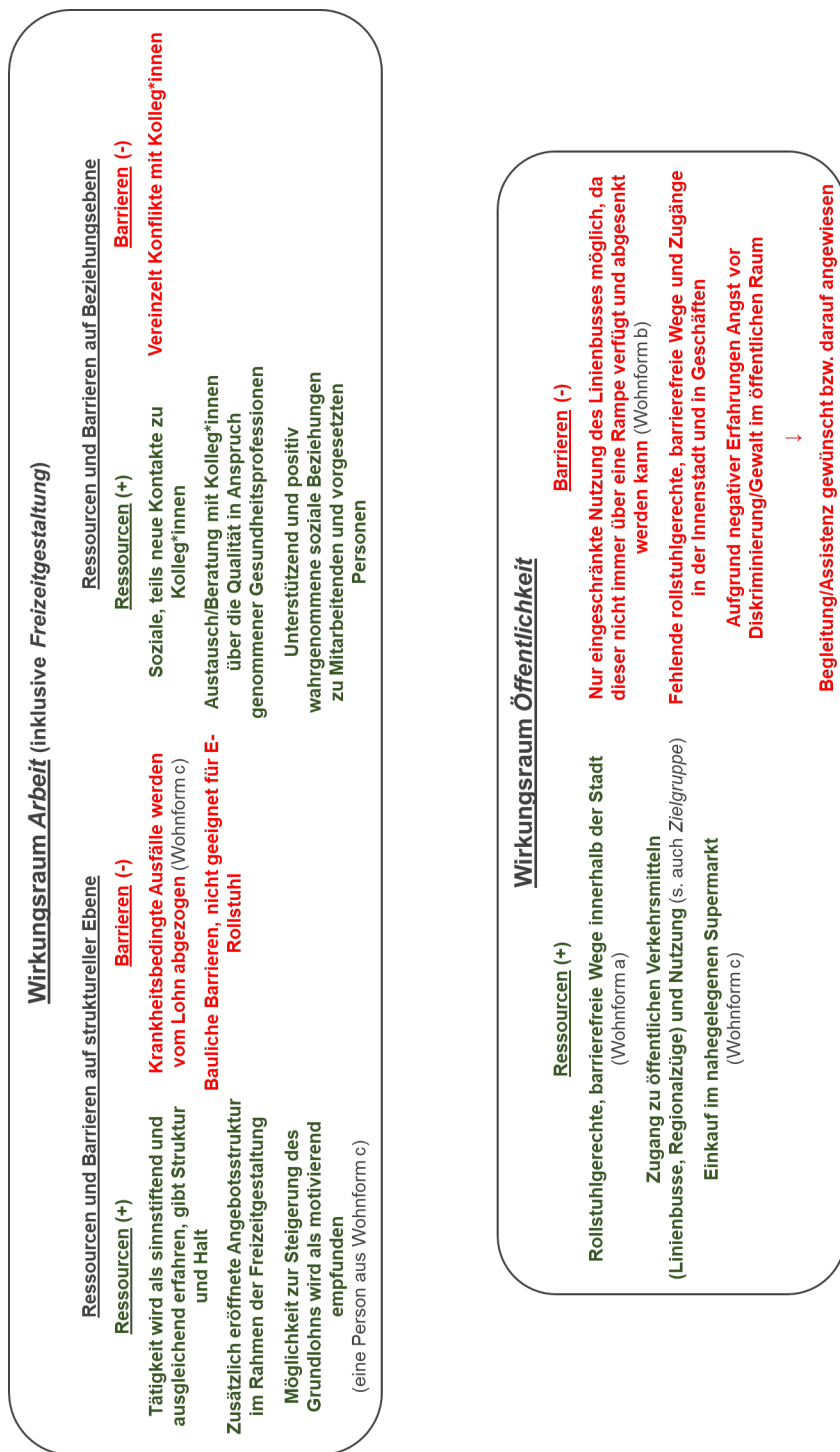 Wirkungsraum Arbeit (inklusive Freizeitgestaltung)
Ressourcen und Barrieren auf struktureller Ebene
Ressourcen (+)
Tätigkeit wird als sinnstiftend und
ausgleichend erfahren, gibt Struktur
und Halt
Zusätzlich eröffnete Angebotsstruktur
im Rahmen der Freizeitgestaltung
Möglichkeit zur Steigerung des
Grundlohns wird als motivierend
empfunden
(eine Person aus Wohnform c)
Barrieren (-)
Krankheitsbedingte Ausfälle werden
vom Lohn abgezogen (Wohnform c)
Bauliche Barrieren, nicht geeignet für E-
Rollstuhl
Ressourcen und Barrieren auf Beziehungsebene
Ressourcen (+)
Soziale, teils neue Kontakte zu
Kolleg*innen
Austausch/Beratung mit Kolleg*innen
über die Qualität in Anspruch
genommener Gesundheitsprofessionen
Unterstützend und positiv
wahrgenommene soziale Beziehungen
zu Mitarbeitenden und vorgesetzten
Personen
Barrieren (-)
Vereinzelt Konflikte mit Kolleg*innen
Wirkungsraum Öffentlichkeit
Ressourcen (+)
Rollstuhlgerechte, barrierefreie Wege innerhalb der Stadt
(Wohnform a)
Zugang zu öffentlichen Verkehrsmitteln
(Linienbusse, Regionalzüge) und Nutzung (s. auch Zielgruppe)
Einkauf im nahegelegenen Supermarkt
(Wohnform c)
Barrieren (-)
Nur eingeschränkte Nutzung des Linienbusses möglich, da
dieser nicht immer über eine Rampe verfügt und abgesenkt
werden kann (Wohnform b)
Fehlende rollstuhlgerechte, barrierefreie Wege und Zugänge
in der Innenstadt und in Geschäften
Aufgrund negativer Erfahrungen Angst vor
Diskriminierung/Gewalt im öffentlichen Raum
↓
Begleitung/Assistenz gewünscht bzw. darauf angewiesen